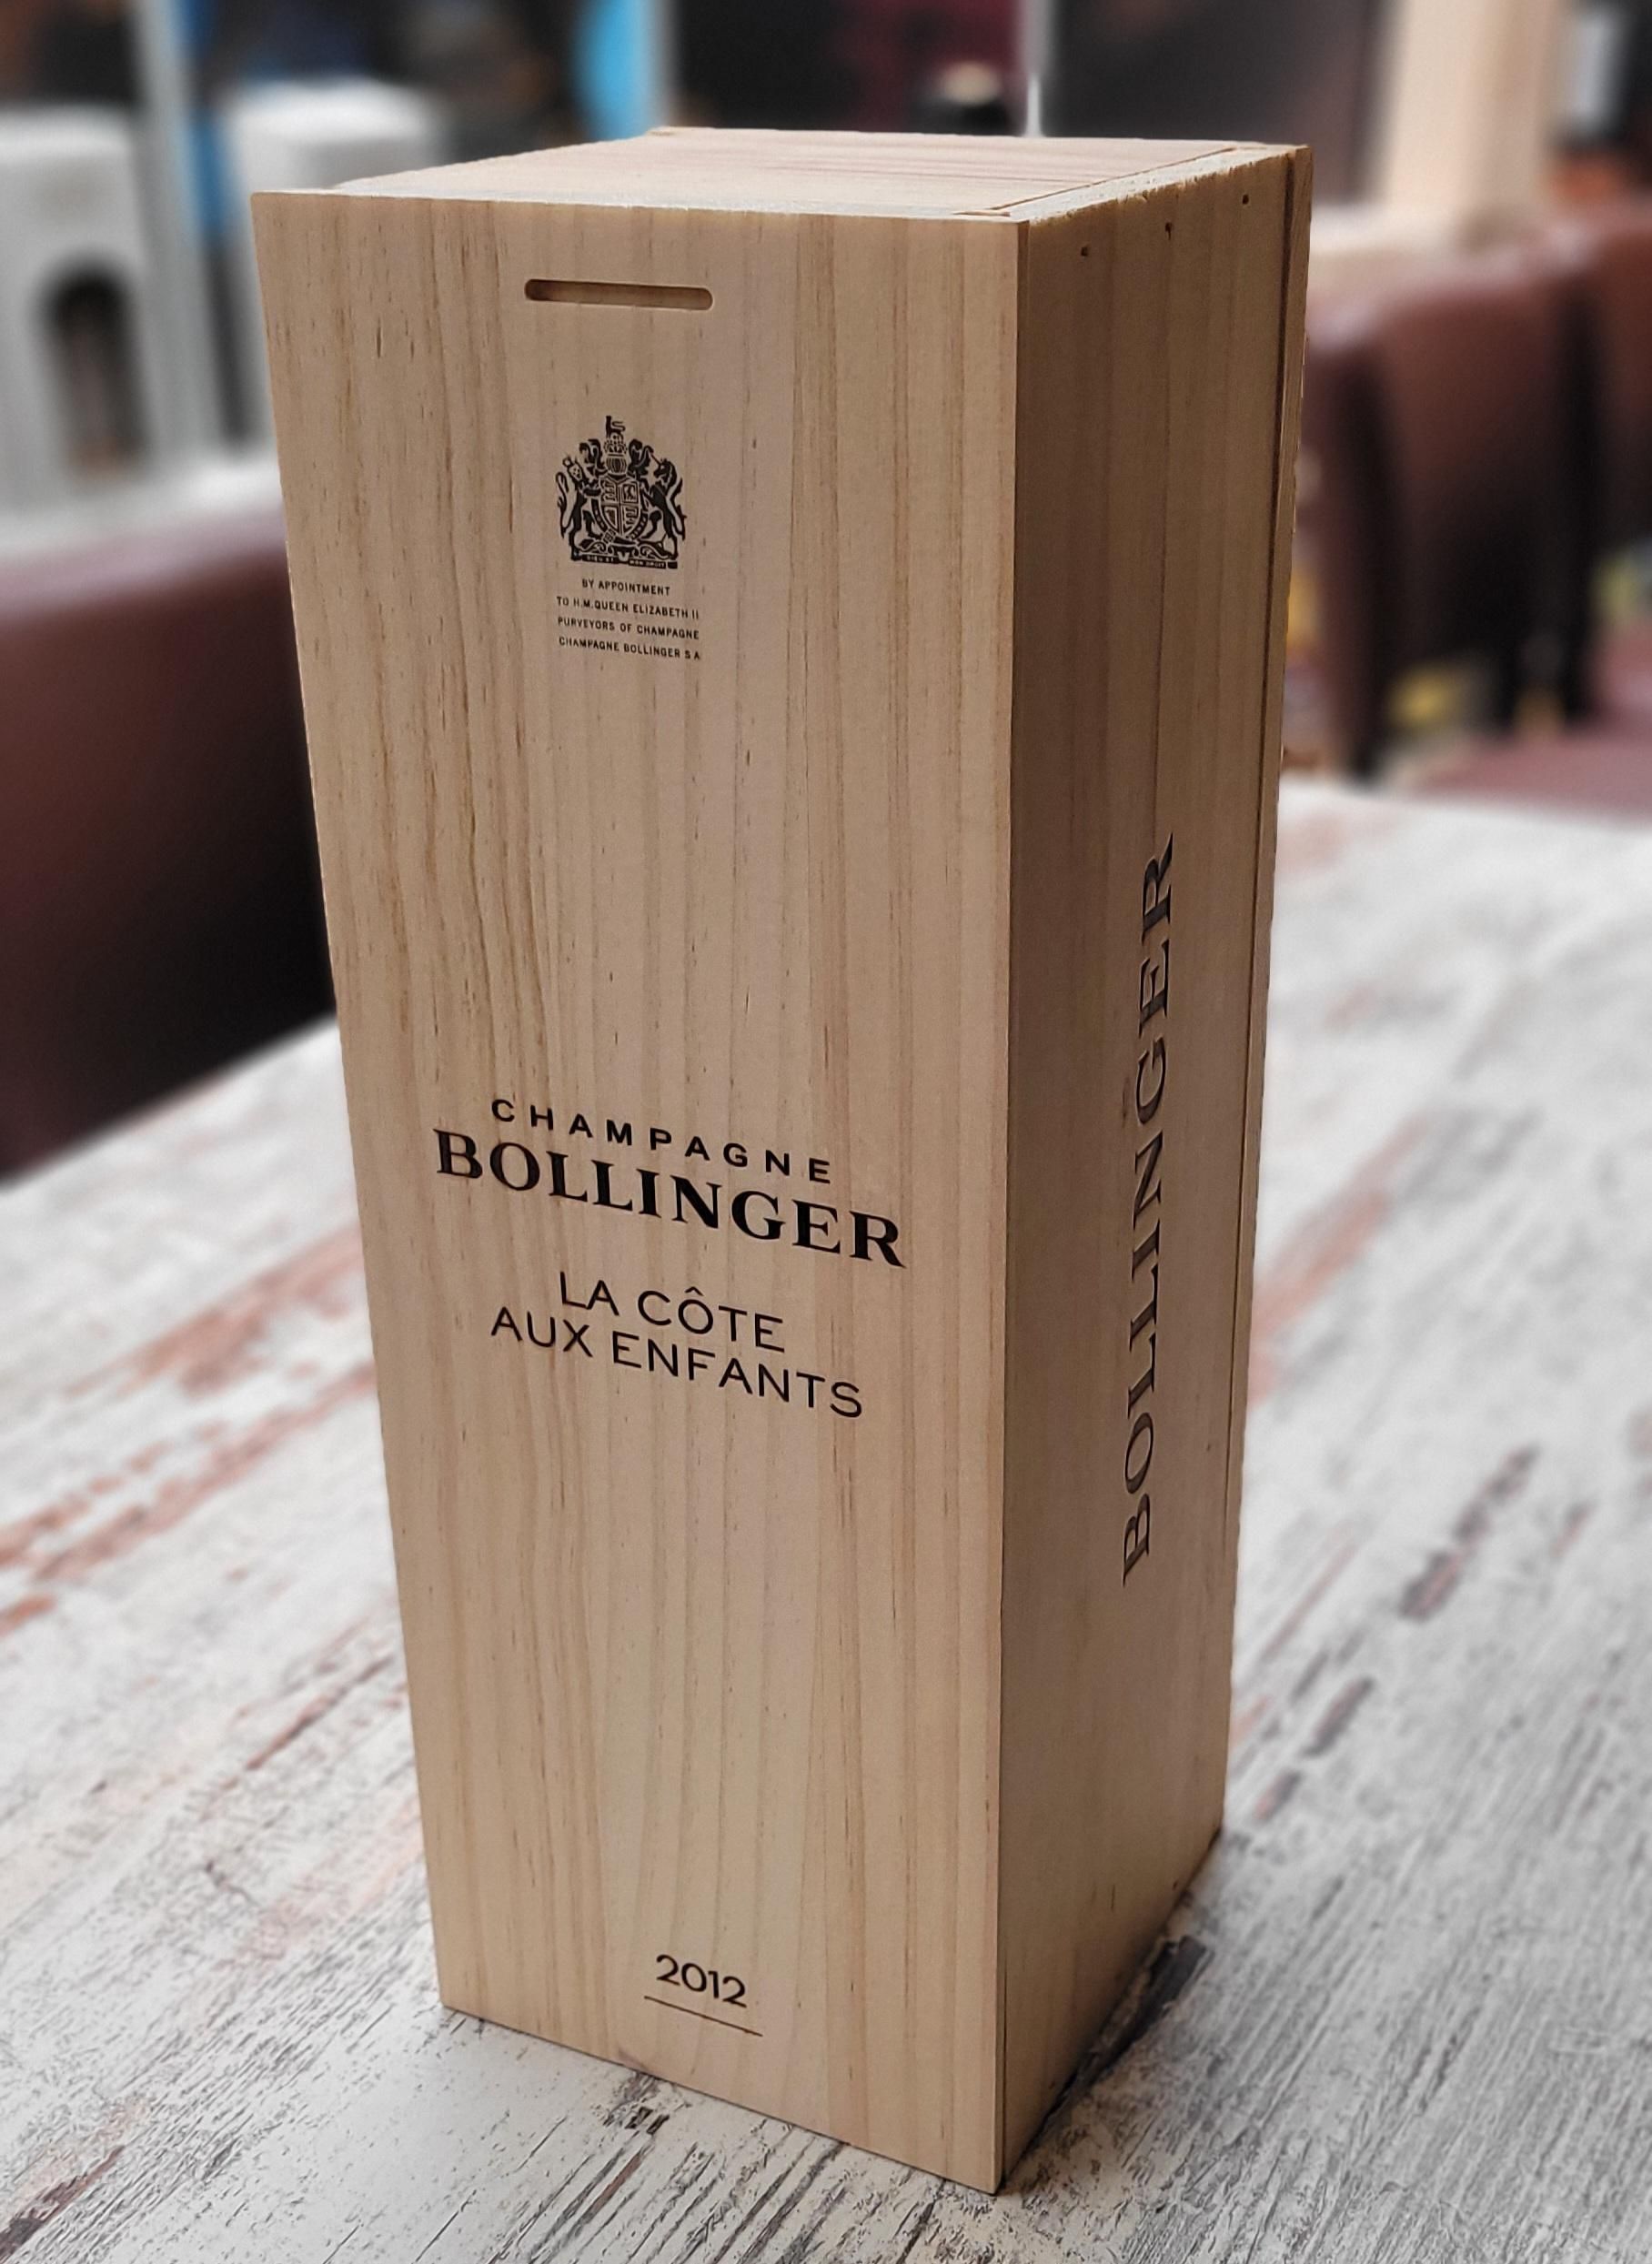 BY APPOINTMENT
TO H.M.QUEEN ELIZABETH II
PURVEYORS OF CHAMPAGNE
CHAMPAGNE BOLLINGER S A
CHAMPAGNE
BOLLINGER
LA CÔTE
AUX ENFANTS
2012
BOLLINGER